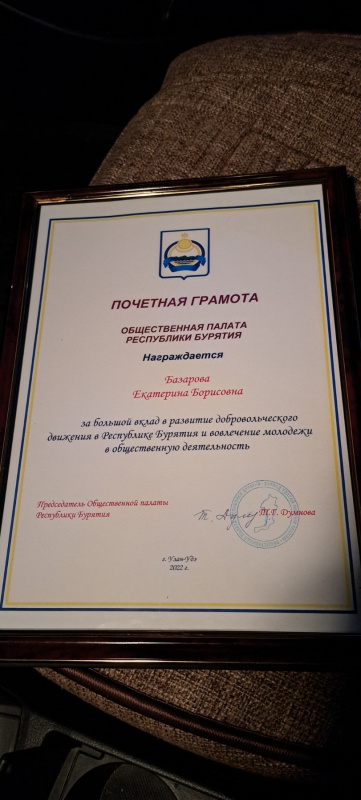 ПОЧЕТНАЯ ГРАМОТА
ОБЩЕСТВЕННАЯ ПАЛАТА
РЕСПУБЛИКИ БУРЯТИЯ
Награждается
Базарова
Екатерина Борисовна
за большой вклад в развитие добровольческого
движения в Республике Бурятия и вовлечение молодежи
в общественную деятельность
Председатель Общественной палаты
Республики Бурятия
Т.Г. Думнова
г. Улан-Удэ
2022 г.